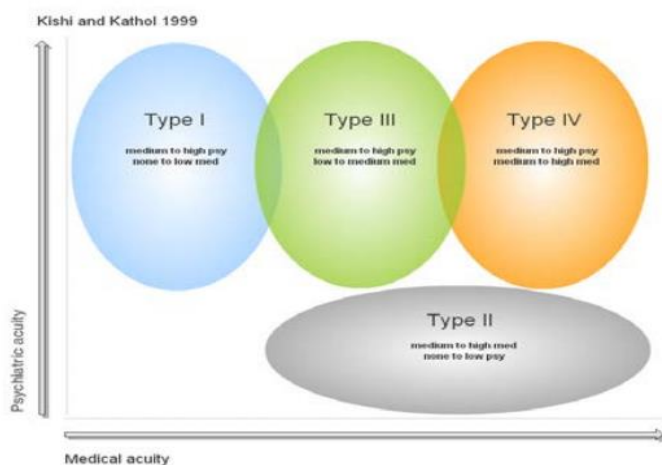 Kishi and Kathol 1999
Type I
medium to high psy
none to low med
Type III
medium to high psy
low to medium med
Type IV
medium to high psy
medium to high med
Type II
medium to high med
none to low psy
Psychiatric acuity
Medical acuity